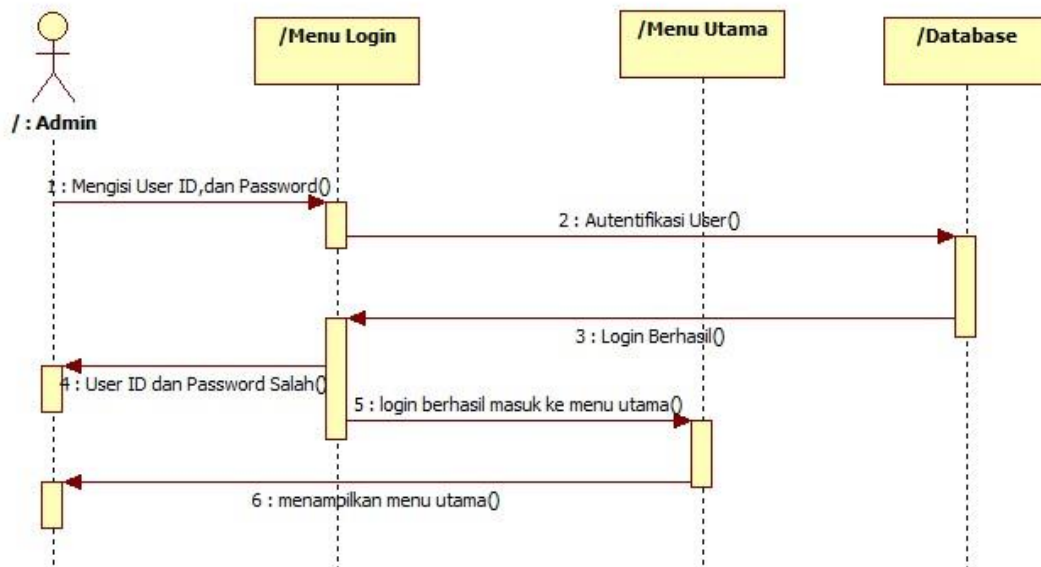 /Menu Login
/Menu Utama
/Database
/ : Admin
1 : Mengisi User ID,dan Password()
2 : Autentifikasi User()
3 : Login Berhasil()
4 : User ID dan Password Salah()
5 : login berhasil masuk ke menu utama()
6 : menampilkan menu utama()